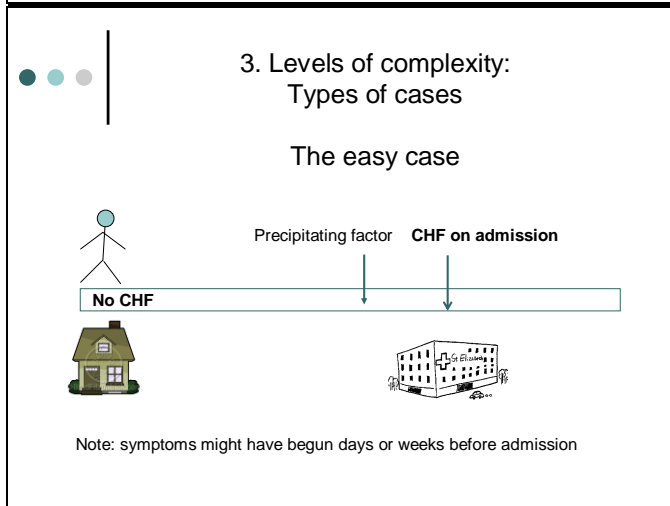 3. Levels of complexity:
Types of cases
The easy case
Precipitating factor CHF on admission
No CHF
Note: symptoms might have begun days or weeks before admission